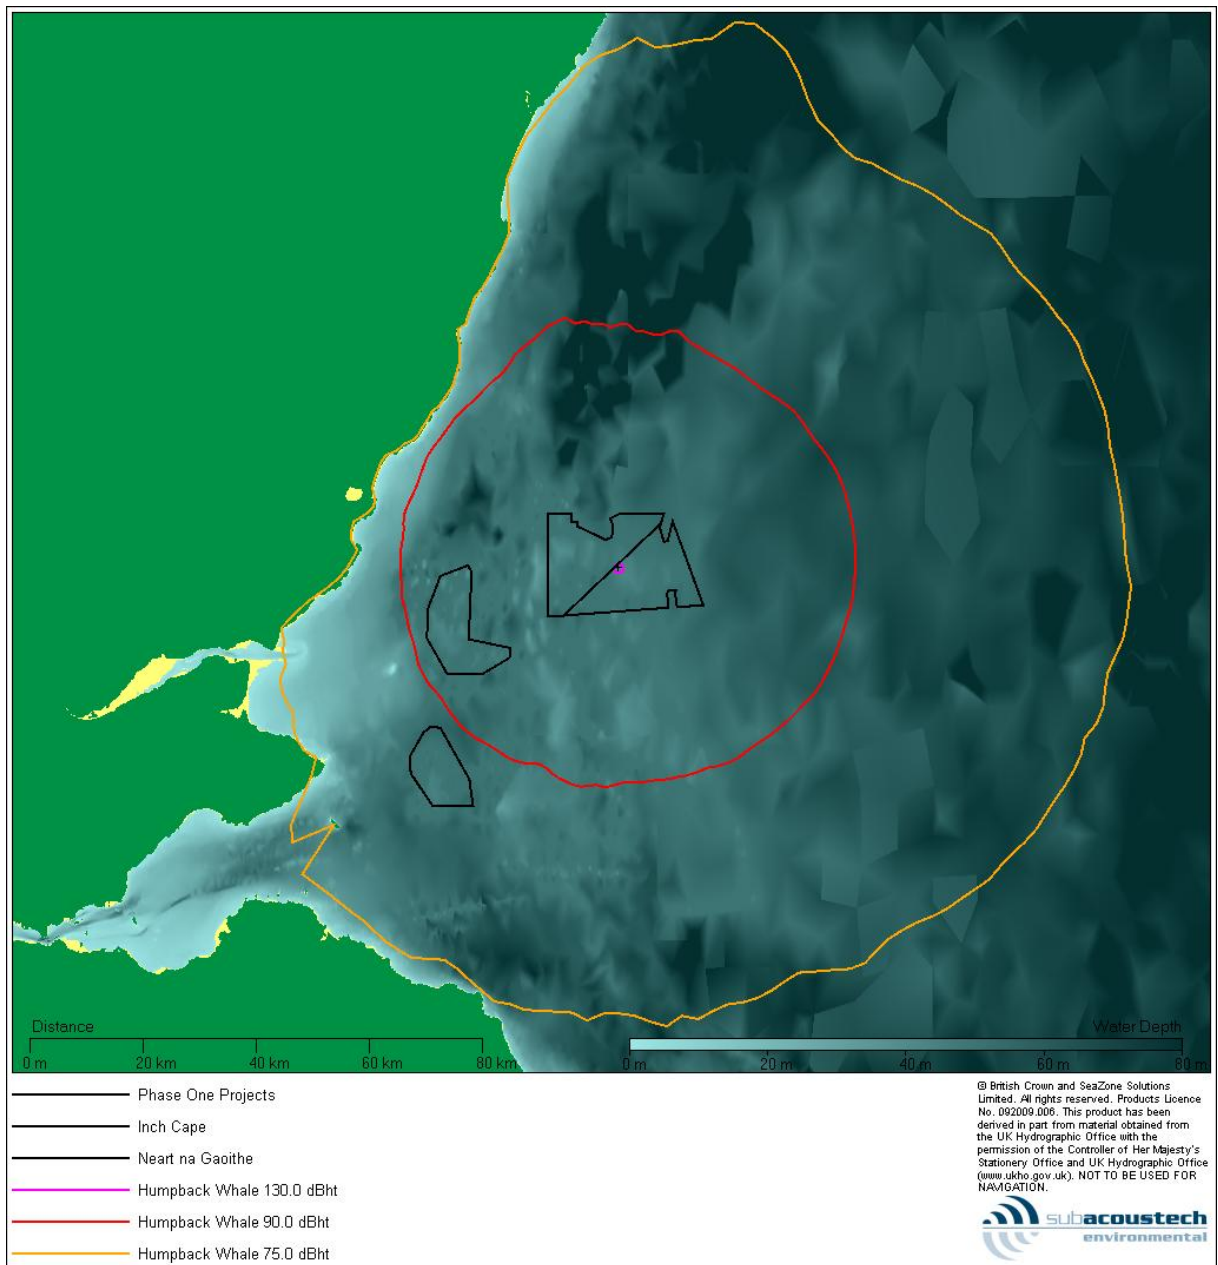 Distance
0 m 20 km 40 km 60 km 80 km
Water Depth
0 m 20 m 40 m 60 m 80 m
Phase One Projects
Inch Cape
Neart na Gaoithe
Humpback Whale 130.0 dBht
Humpback Whale 90.0 dBht
Humpback Whale 75.0 dBht
© British Crown and SeaZone Solutions
Limited. All rights reserved. Products Licence
No. 092009.006. This product has been
derived in part from material obtained from
the UK Hydrographic Office with the
permission of the Controller of Her Majesty's
Stationery Office and UK Hydrographic Office
(www.ukho.gov.uk). NOT TO BE USED FOR
NAVIGATION.
subacoustech
environmental